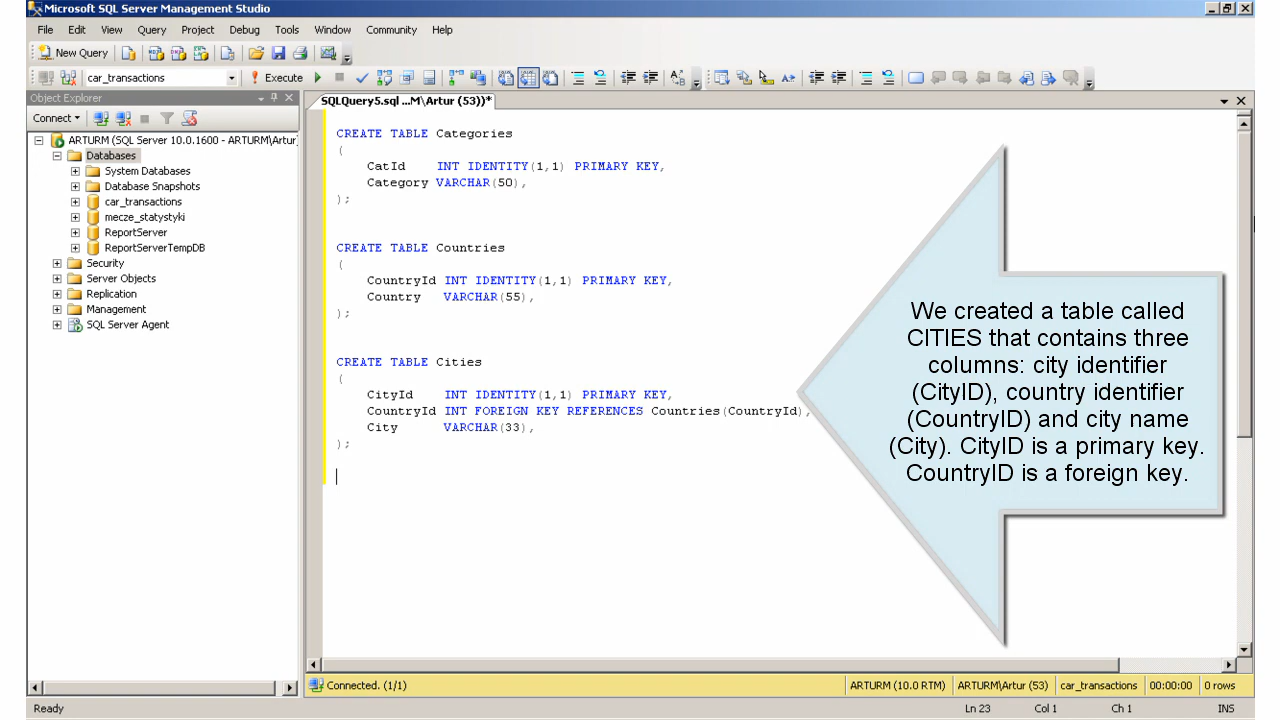 Microsoft SQL Server Management Studio
File Edit View Query Project Debug Tools Window Community Help
New Query
car_transactions Execute
Object Explorer
SQLQuery5.sql ...M\Artur (53))*
Connect
ARTURM (SQL Server 10.0.1600 - ARTURM\Artur
Databases
System Databases
Database Snapshots
car_transactions
mecze_statystyki
ReportServer
ReportServerTempDB
Security
Server Objects
Replication
Management
SQL Server Agent
CREATE TABLE Categories
(
CatId INT IDENTITY(1,1) PRIMARY KEY,
Category VARCHAR(50),
);
CREATE TABLE Countries
(
CountryId INT IDENTITY(1,1) PRIMARY KEY,
Country VARCHAR(55),
);
CREATE TABLE Cities
(
CityId INT IDENTITY(1,1) PRIMARY KEY,
CountryId INT FOREIGN KEY REFERENCES Countries(CountryId),
City VARCHAR(33),
);
We created a table called
CITIES that contains three
columns: city identifier
(CityID), country identifier
(CountryID) and city name
(City). CityID is a primary key.
CountryID is a foreign key.
Connected. (1/1) ARTURM (10.0 RTM) ARTURM\Artur (53) car_transactions 00:00:00 0 rows
Ready Ln 23 Col 1 Ch 1 INS